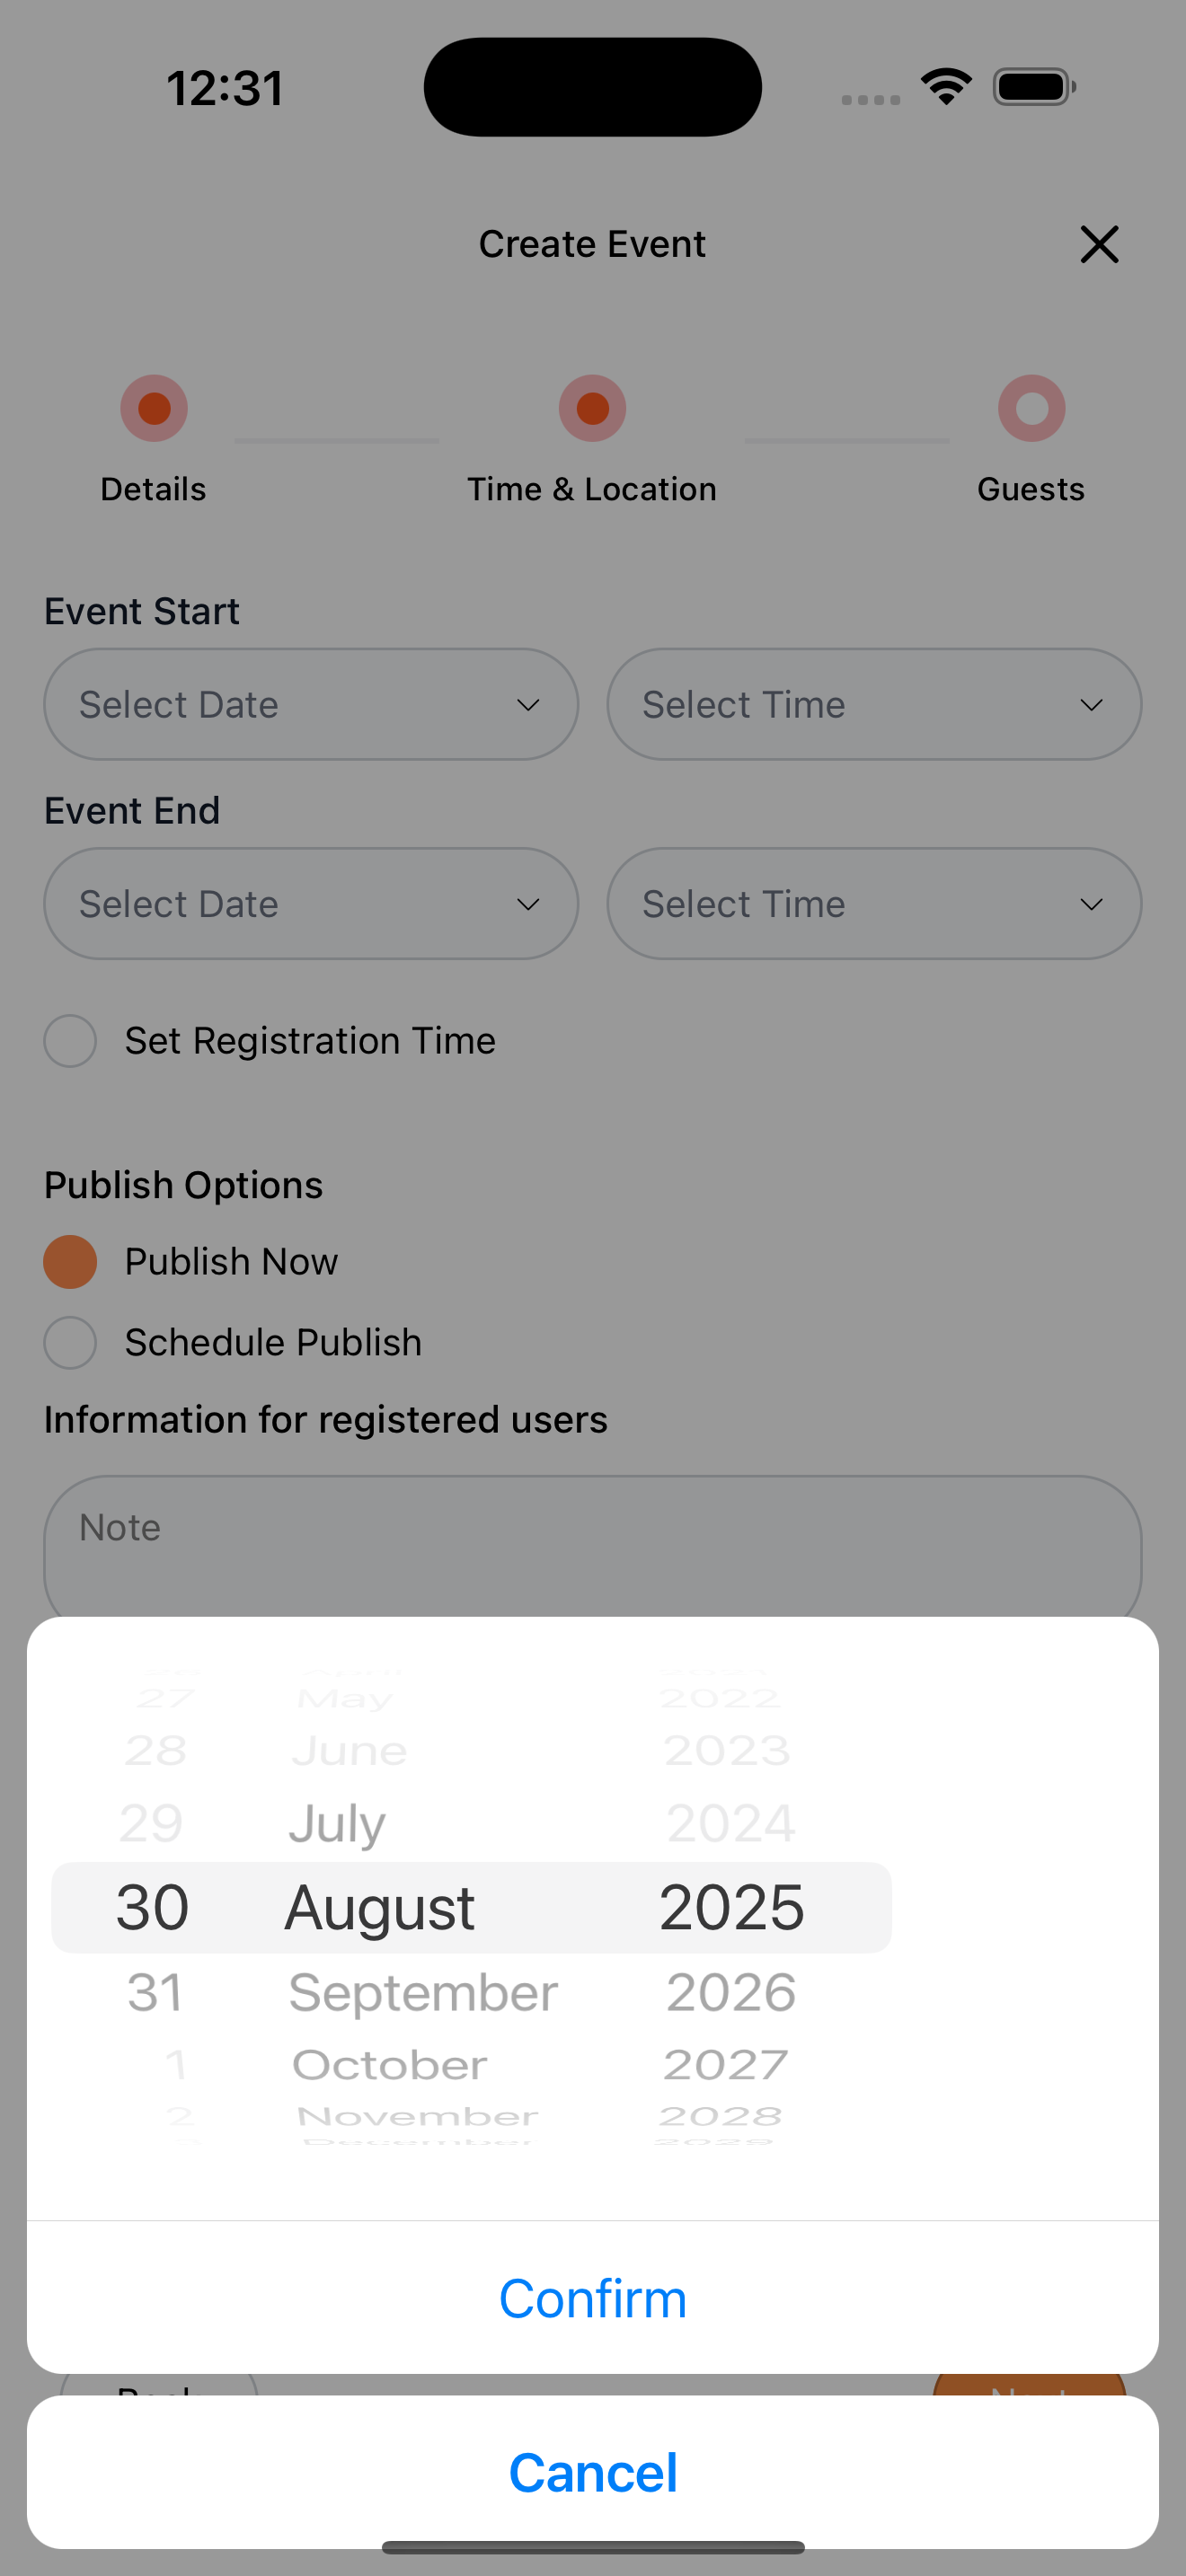 12:31
Create Event
Details Time & Location Guests
Event Start
Select Date Select Time
Event End
Select Date Select Time
Set Registration Time
Publish Options
Publish Now
Schedule Publish
Information for registered users
Note
April
27 May 2022
28 June 2023
29 July 2024
30 August 2025
31 September 2026
1 October 2027
2 November 2028
December 2029
Confirm
Cancel